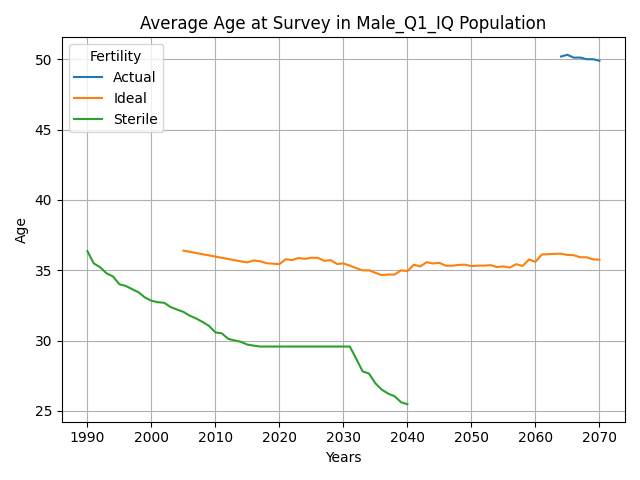 Average Age at Survey in Male_Q1_IQ Population
Fertility
Actual
Ideal
Sterile
Age
50
45
40
35
30
25
1990 2000 2010 2020 2030 2040 2050 2060 2070
Years